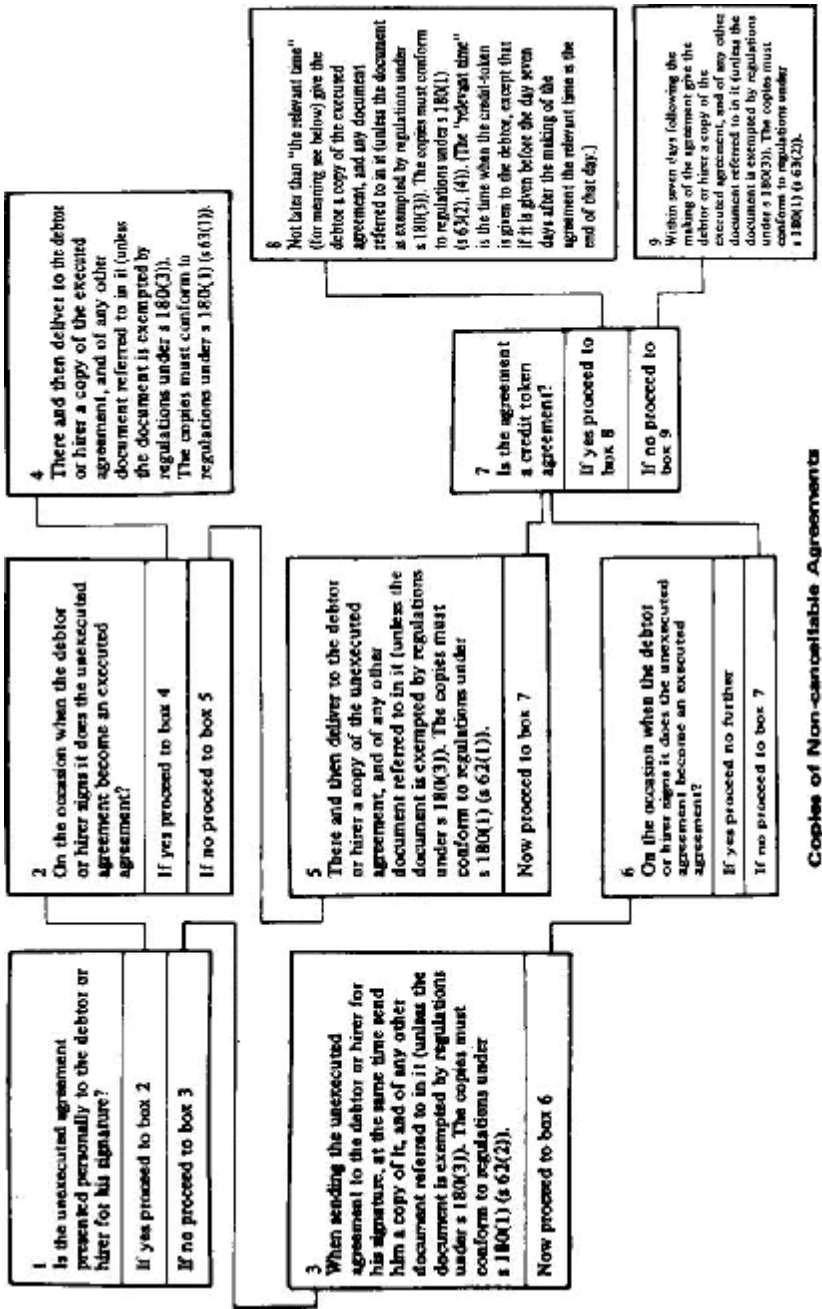 1
Is the unexecuted agreement
presented personally to the debtor or
hirer for his signature?
If yes proceed to box 2
If no proceed to box 3
2
On the occasion when the debtor
or hirer signs it does the unexecuted
agreement become an executed
agreement?
If yes proceed to box 4
If no proceed to box 5
3
When sending the unexecuted
agreement to the debtor or hirer for
his signature, at the same time send
him a copy of it, and of any other
document referred to in it (unless the
document is exempted by regulations
under s 180(3)). The copies must
conform to regulations under
s 180(1) (s 62(2)).
Now proceed to box 6
4
There and then deliver to the debtor
or hirer a copy of the executed
agreement, and of any other
document referred to in it (unless
the document is exempted by
regulations under s 180(3)).
The copies must conform to
regulations under s 180(1) (s 63(1)).
5
There and then deliver to the debtor
or hirer a copy of the unexecuted
agreement, and of any other
document referred to in it (unless the
document is exempted by regulations
under s 180(3)). The copies must
conform to regulations under
s 180(1) (s 62(1)).
Now proceed to box 7
6
On the occasion when the debtor
or hirer signs it does the unexecuted
agreement become an executed
agreement?
If yes proceed no further
If no proceed to box 7
7
Is the agreement
a credit token
agreement?
If yes proceed to
box 8
If no proceed to
box 9
8
Not later than "the relevant time"
(for meaning see below) give the
debtor a copy of the executed
agreement, and any document
referred to in it (unless the document
is exempted by regulations under
s 180(3)). The copies must conform
to regulations under s 180(1)
(s 63(2), (4)). (The "relevant time"
is the time when the credit-token
is given to the debtor, except that
if it is given before the day seven
days after the making of the
agreement the relevant time is the
end of that day.)
9
Within seven days following the
making of the agreement give the
debtor or hirer a copy of the
executed agreement, and of any other
document referred to in it (unless the
document is exempted by regulations
under s 180(3)). The copies must
conform to regulations under
s 180(1) (s 63(2)).
Copies of Non-cancellable Agreements